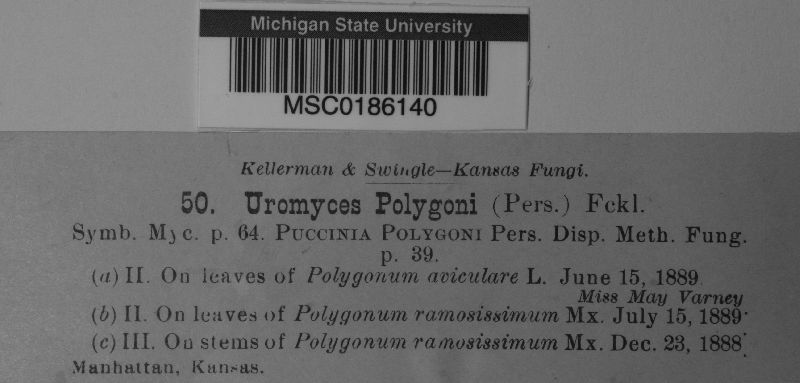 Michigan State University
MSC0186140
Kellerman & Swingle—Kansas Fungi.
50. Uromyces Polygoni (Pers.) Fckl.
Symb. Myc. p. 64. PUCCINIA POLYGONI Pers. Disp. Meth. Fung.
p. 39.
(a) II. On leaves of Polygonum aviculare L. June 15, 1889
Miss May Varney
(b) II. On leaves of Polygonum ramosissimum Mx. July 15, 1889.
(c) III. On stems of Polygonum ramosissimum Mx. Dec. 23, 1888.
Manhattan, Kansas.